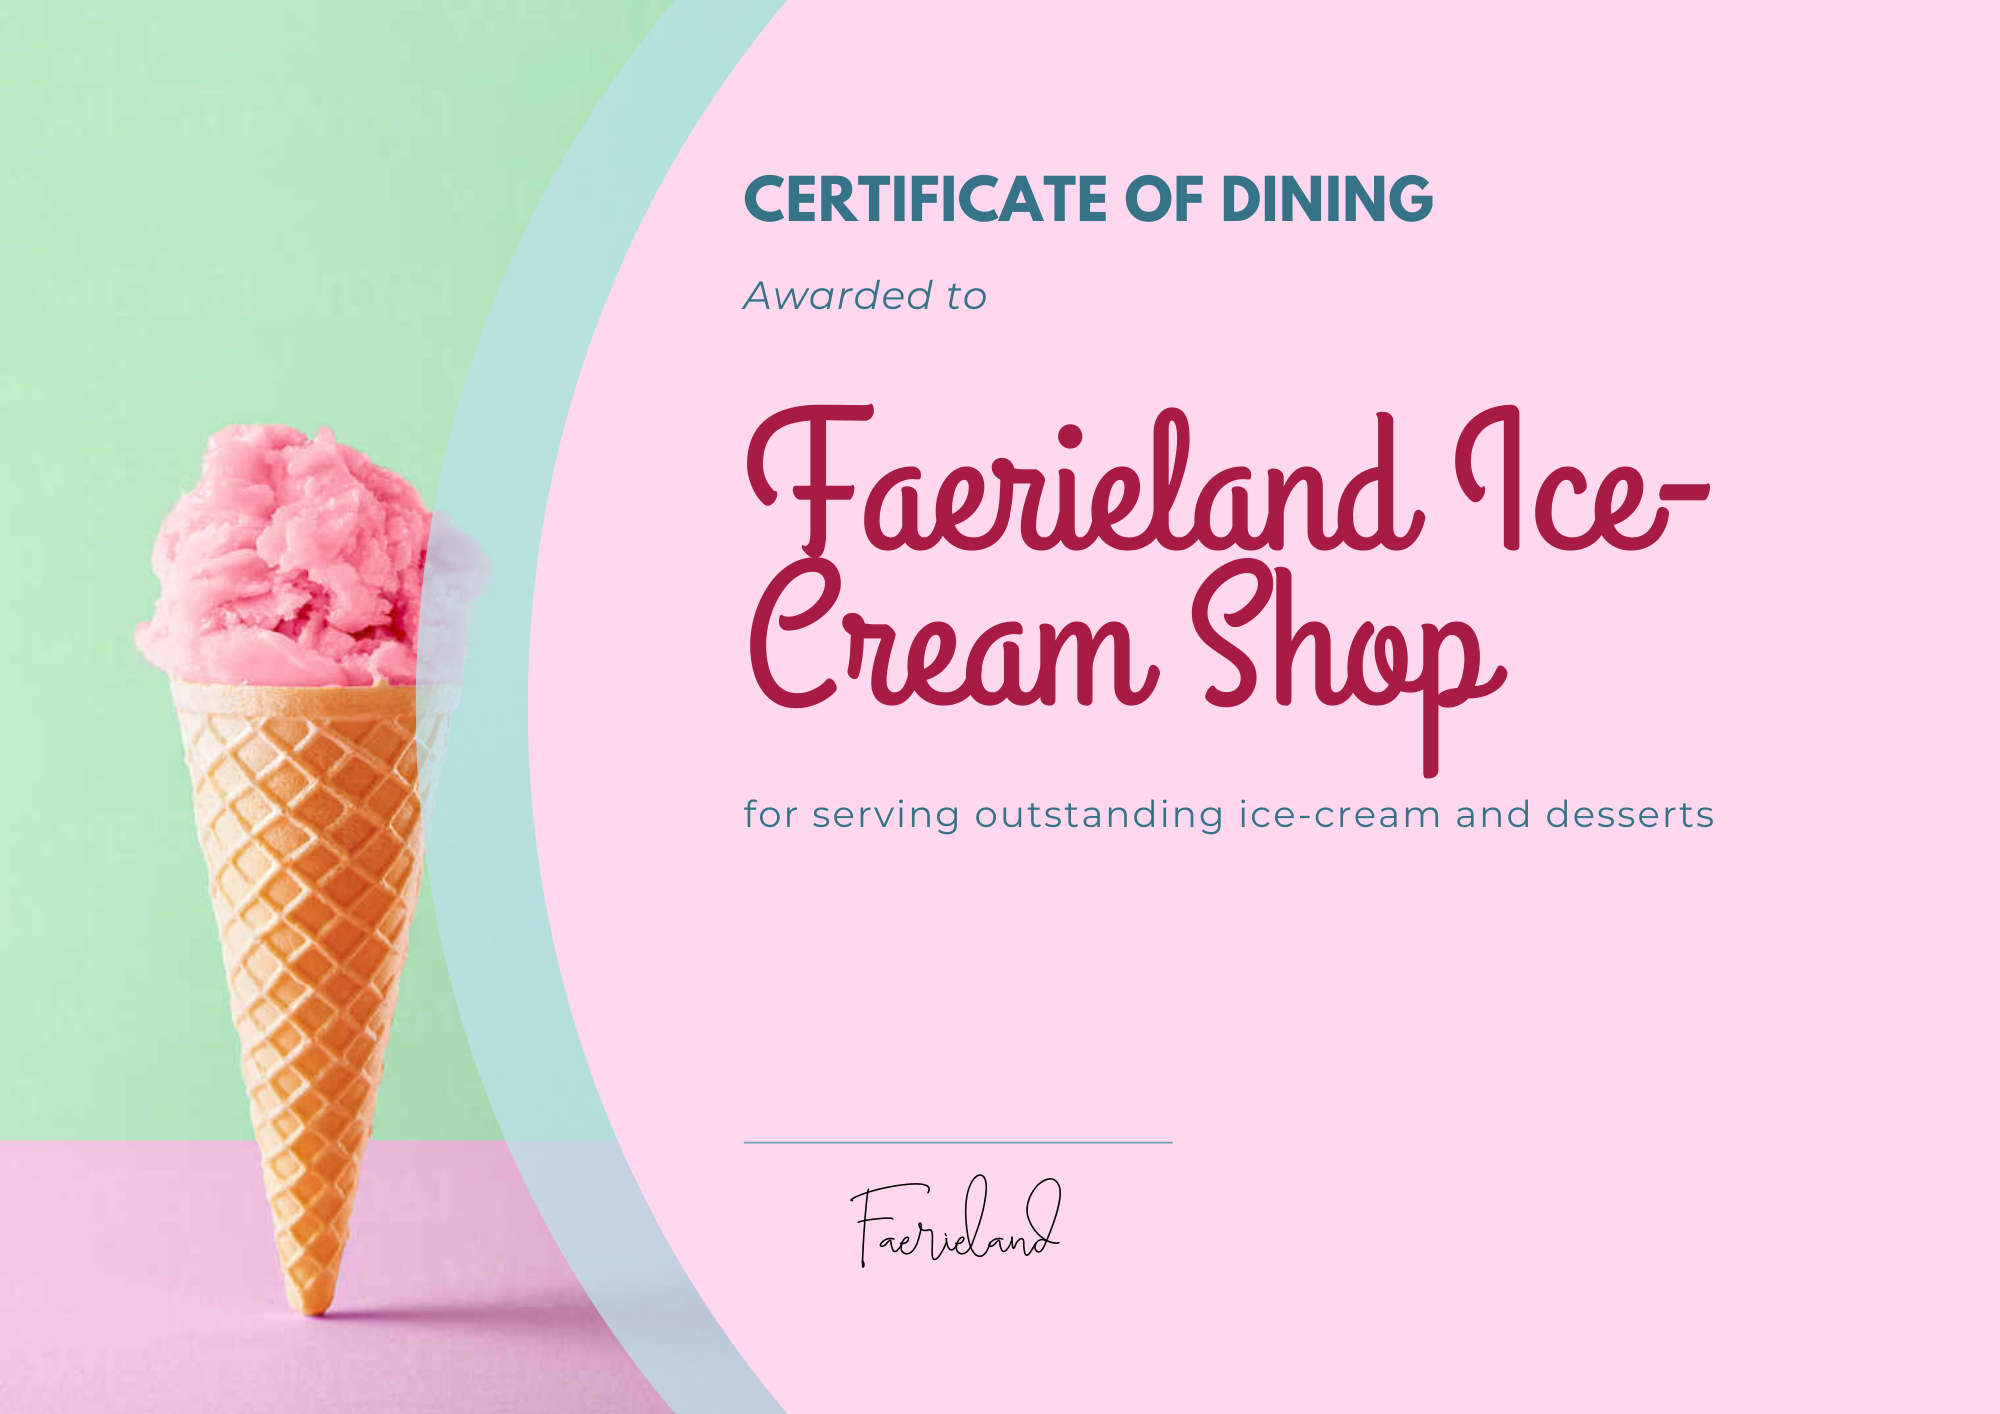 CERTIFICATE OF DINING
Awarded to
Faerieland Ice-
Cream Shop
for serving outstanding ice-cream and desserts
Faerieland